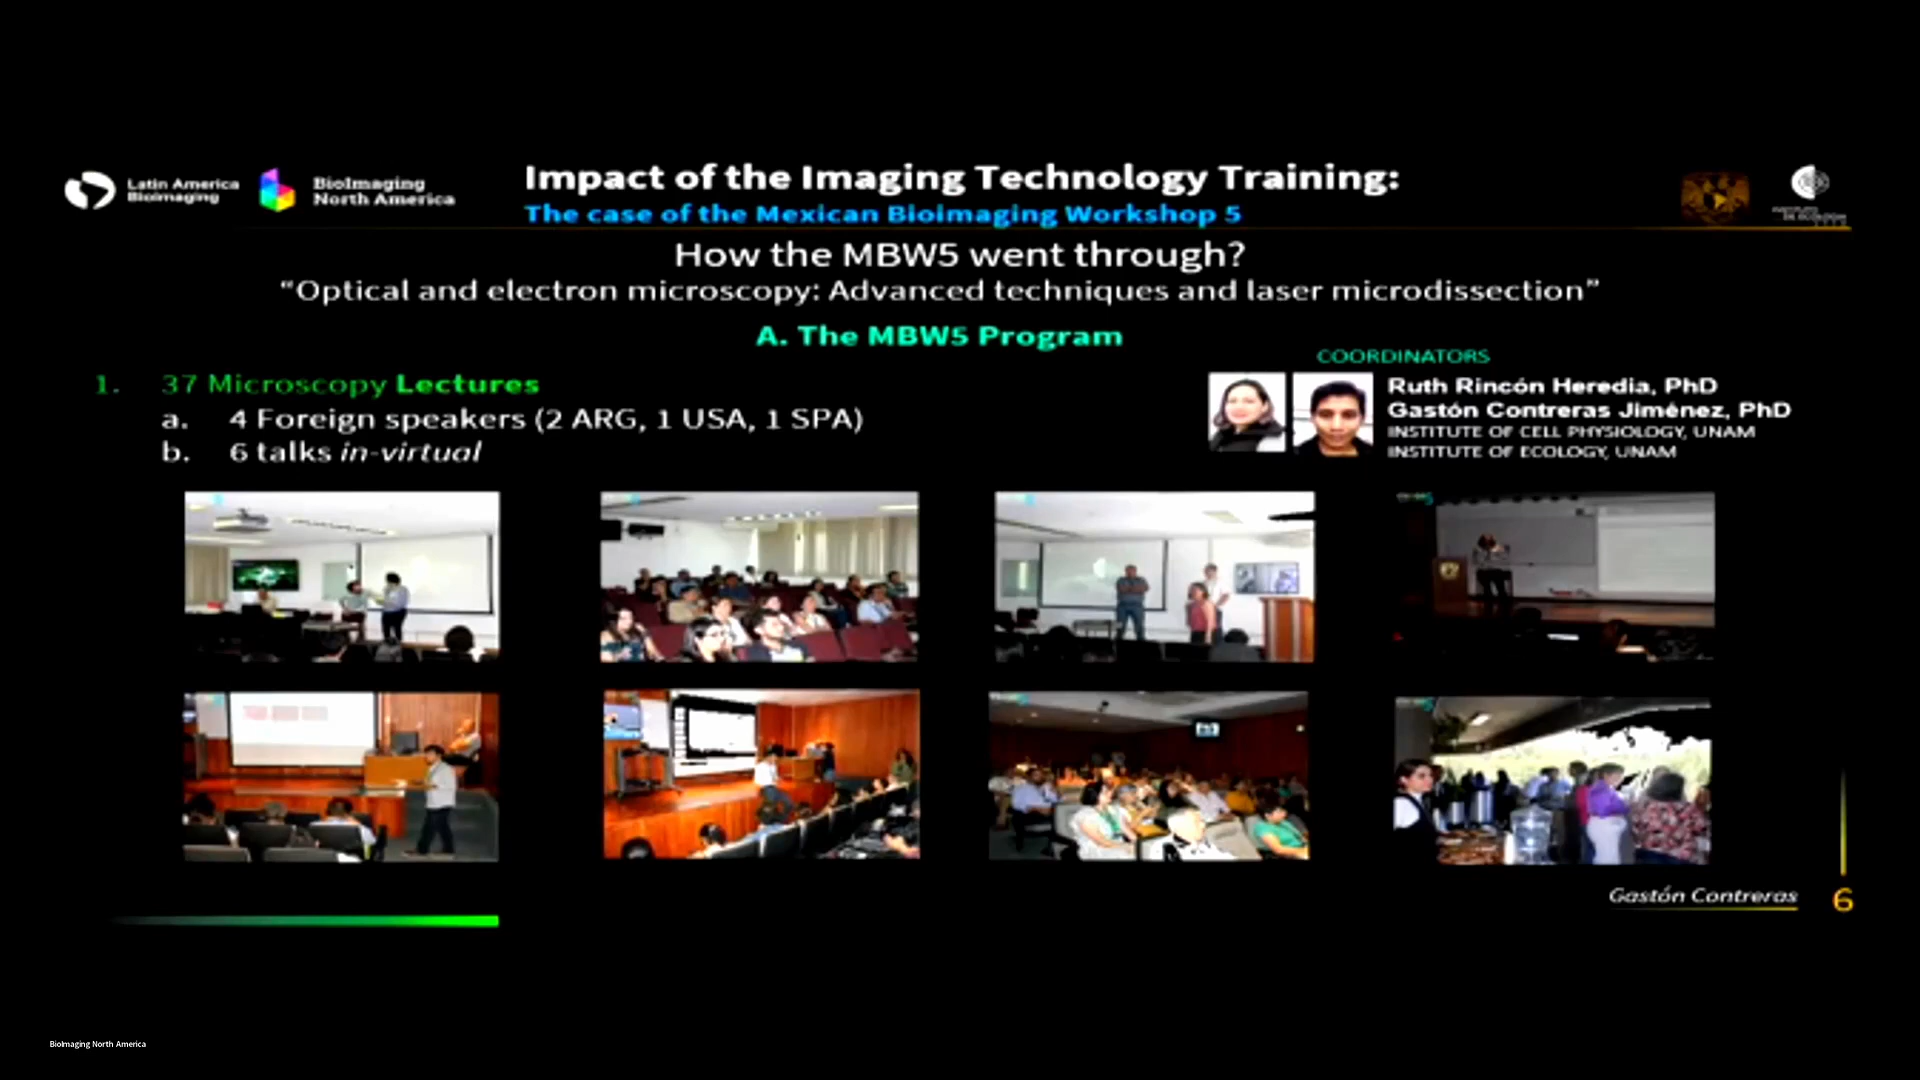 Latin America
Bioimaging
BioImaging
North America
Impact of the Imaging Technology Training:
The case of the Mexican BioImaging Workshop 5
How the MBW5 went through?
“Optical and electron microscopy: Advanced techniques and laser microdissection”
A. The MBW5 Program
COORDINATORS
Ruth Rincón Heredia, PhD
Gastón Contreras Jiménez, PhD
INSTITUTE OF CELL PHYSIOLOGY, UNAM
INSTITUTE OF ECOLOGY, UNAM
1. 37 Microscopy Lectures
a. 4 Foreign speakers (2 ARG, 1 USA, 1 SPA)
b. 6 talks in-virtual
Gastón Contreras
6
BioImaging North America